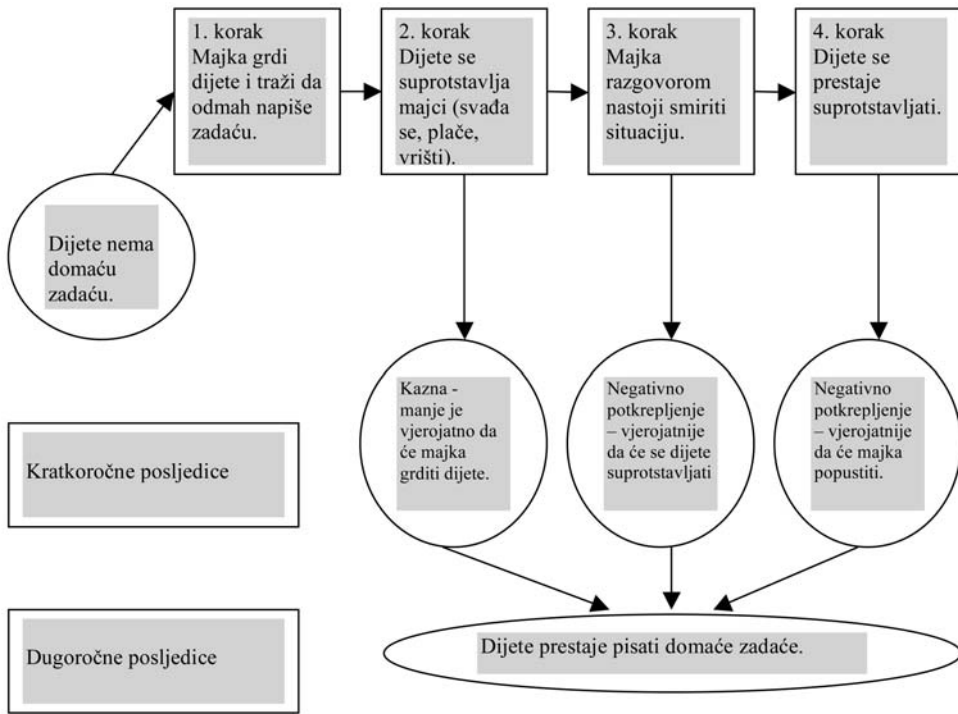 1. korak
Majka grdi
dijete i traži da
odmah napiše
zadaću.
2. korak
Dijete se
suprotstavlja
majci (svađa
se, plače,
vrišti).
3. korak
Majka
razgovorom
nastoji smiriti
situaciju.
4. korak
Dijete se
prestaje
suprotstavljati.
Dijete nema
domaću
zadaću.
Kazna -
manje je
vjerojatno da
će majka
grditi dijete.
Negativno
potkrepljenje
– vjerojatnije
da će se dijete
suprotstavljati
Negativno
potkrepljenje
– vjerojatnije
da će majka
popustiti.
Kratkoročne posljedice
Dugoročne posljedice
Dijete prestaje pisati domaće zadaće.